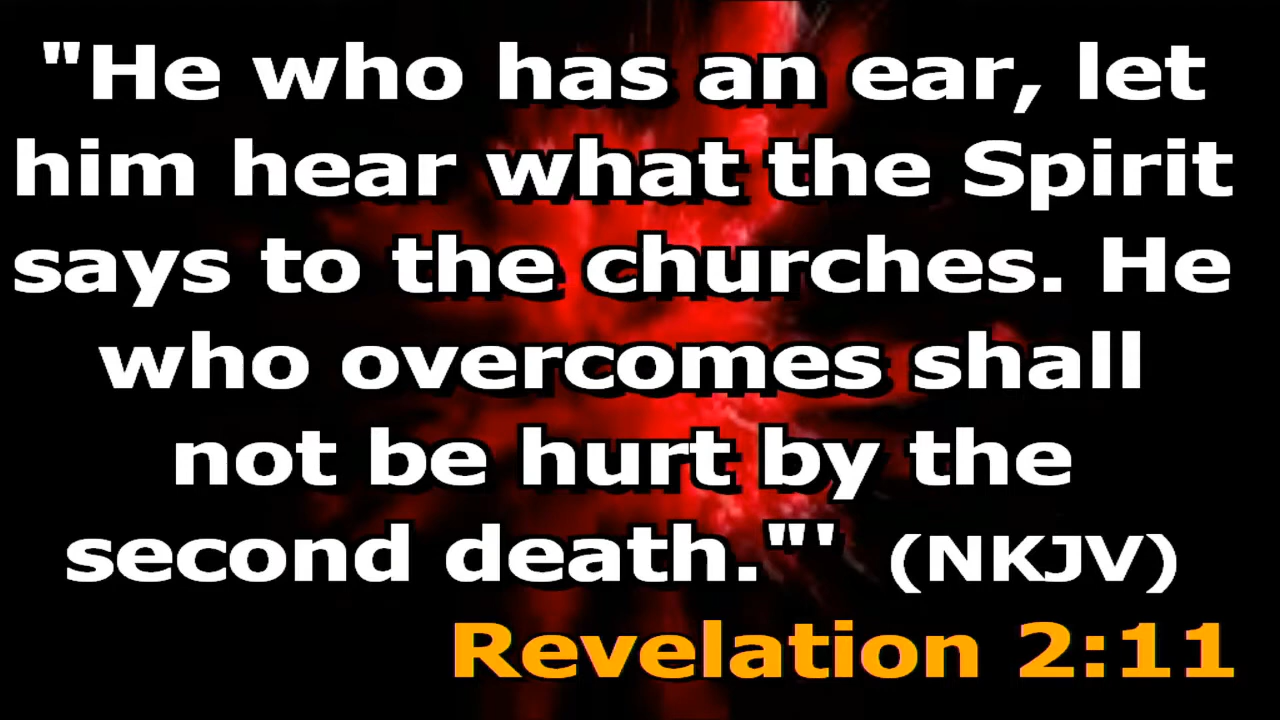 "He who has an ear, let
him hear what the Spirit
says to the churches. He
who overcomes shall
not be hurt by the
second death."' (NKJV)
Revelation 2:11